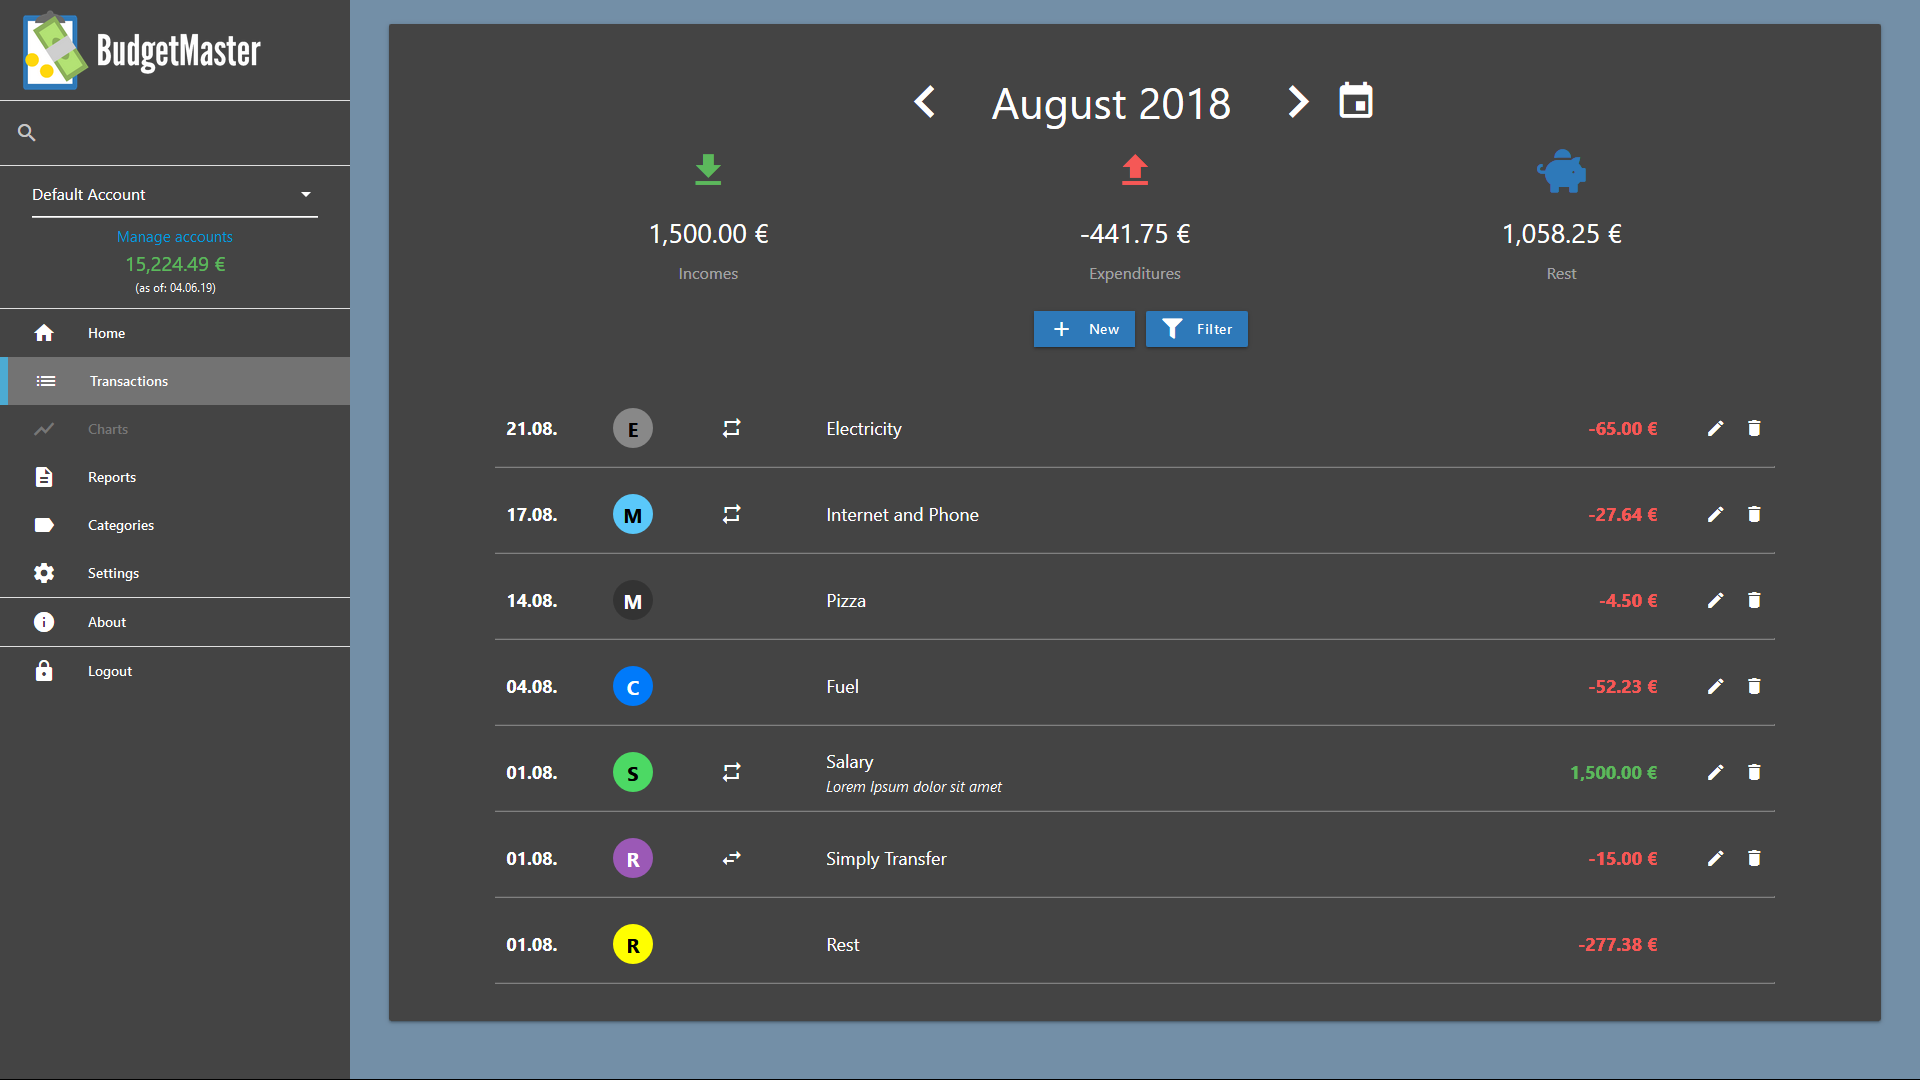 BudgetMaster
Default Account
Manage accounts
15,224.49 €
(as of: 04.06.19)
Home
Transactions
Charts
Reports
Categories
Settings
About
Logout
August 2018
1,500.00 €
Incomes
-441.75 €
Expenditures
1,058.25 €
Rest
New
Filter
21.08. E Electricity -65.00 €
17.08. M Internet and Phone -27.64 €
14.08. M Pizza -4.50 €
04.08. C Fuel -52.23 €
01.08. S Salary 1,500.00 €
Lorem Ipsum dolor sit amet
01.08. R Simply Transfer -15.00 €
01.08. R Rest -277.38 €